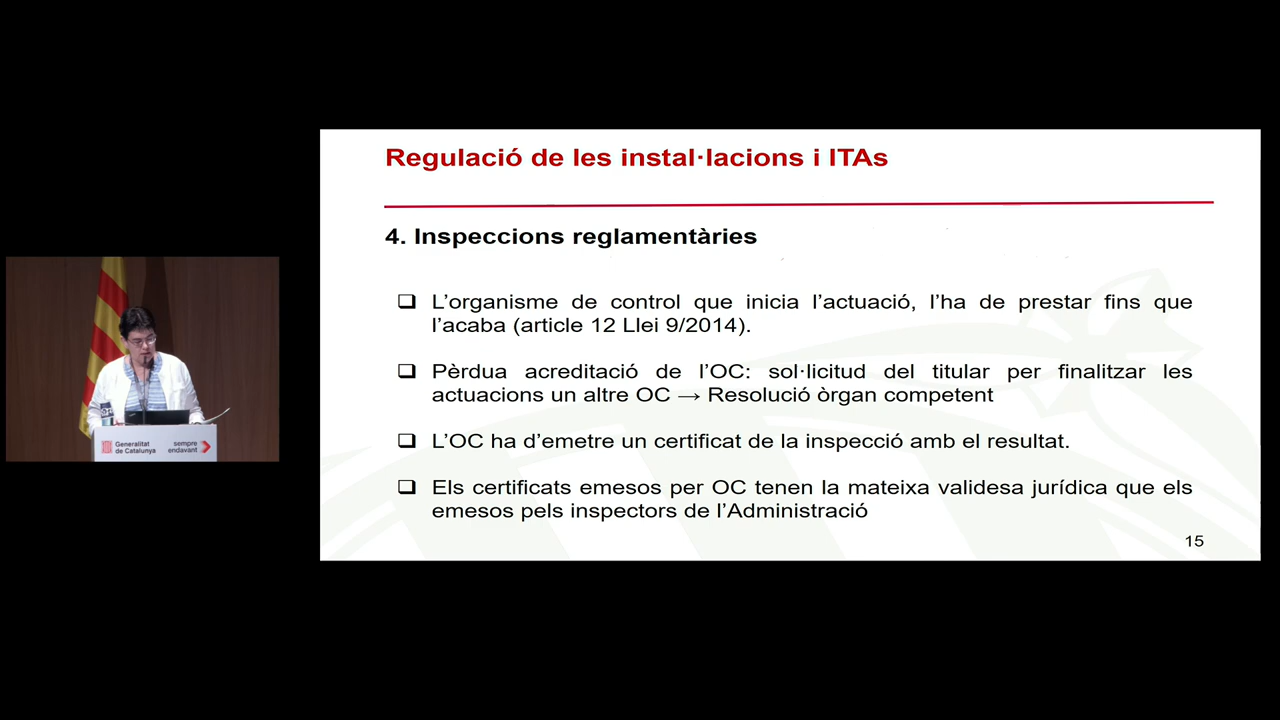 Regulació de les instal·lacions i ITAs
4. Inspeccions reglamentàries
❑ L’organisme de control que inicia l’actuació, l’ha de prestar fins que
l’acaba (article 12 Llei 9/2014).
❑ Pèrdua acreditació de l’OC: sol·licitud del titular per finalitzar les
actuacions un altre OC → Resolució òrgan competent
❑ L’OC ha d’emetre un certificat de la inspecció amb el resultat.
❑ Els certificats emesos per OC tenen la mateixa validesa jurídica que els
emesos pels inspectors de l’Administració
15
Generalitat
de Catalunya
sempre
endavant